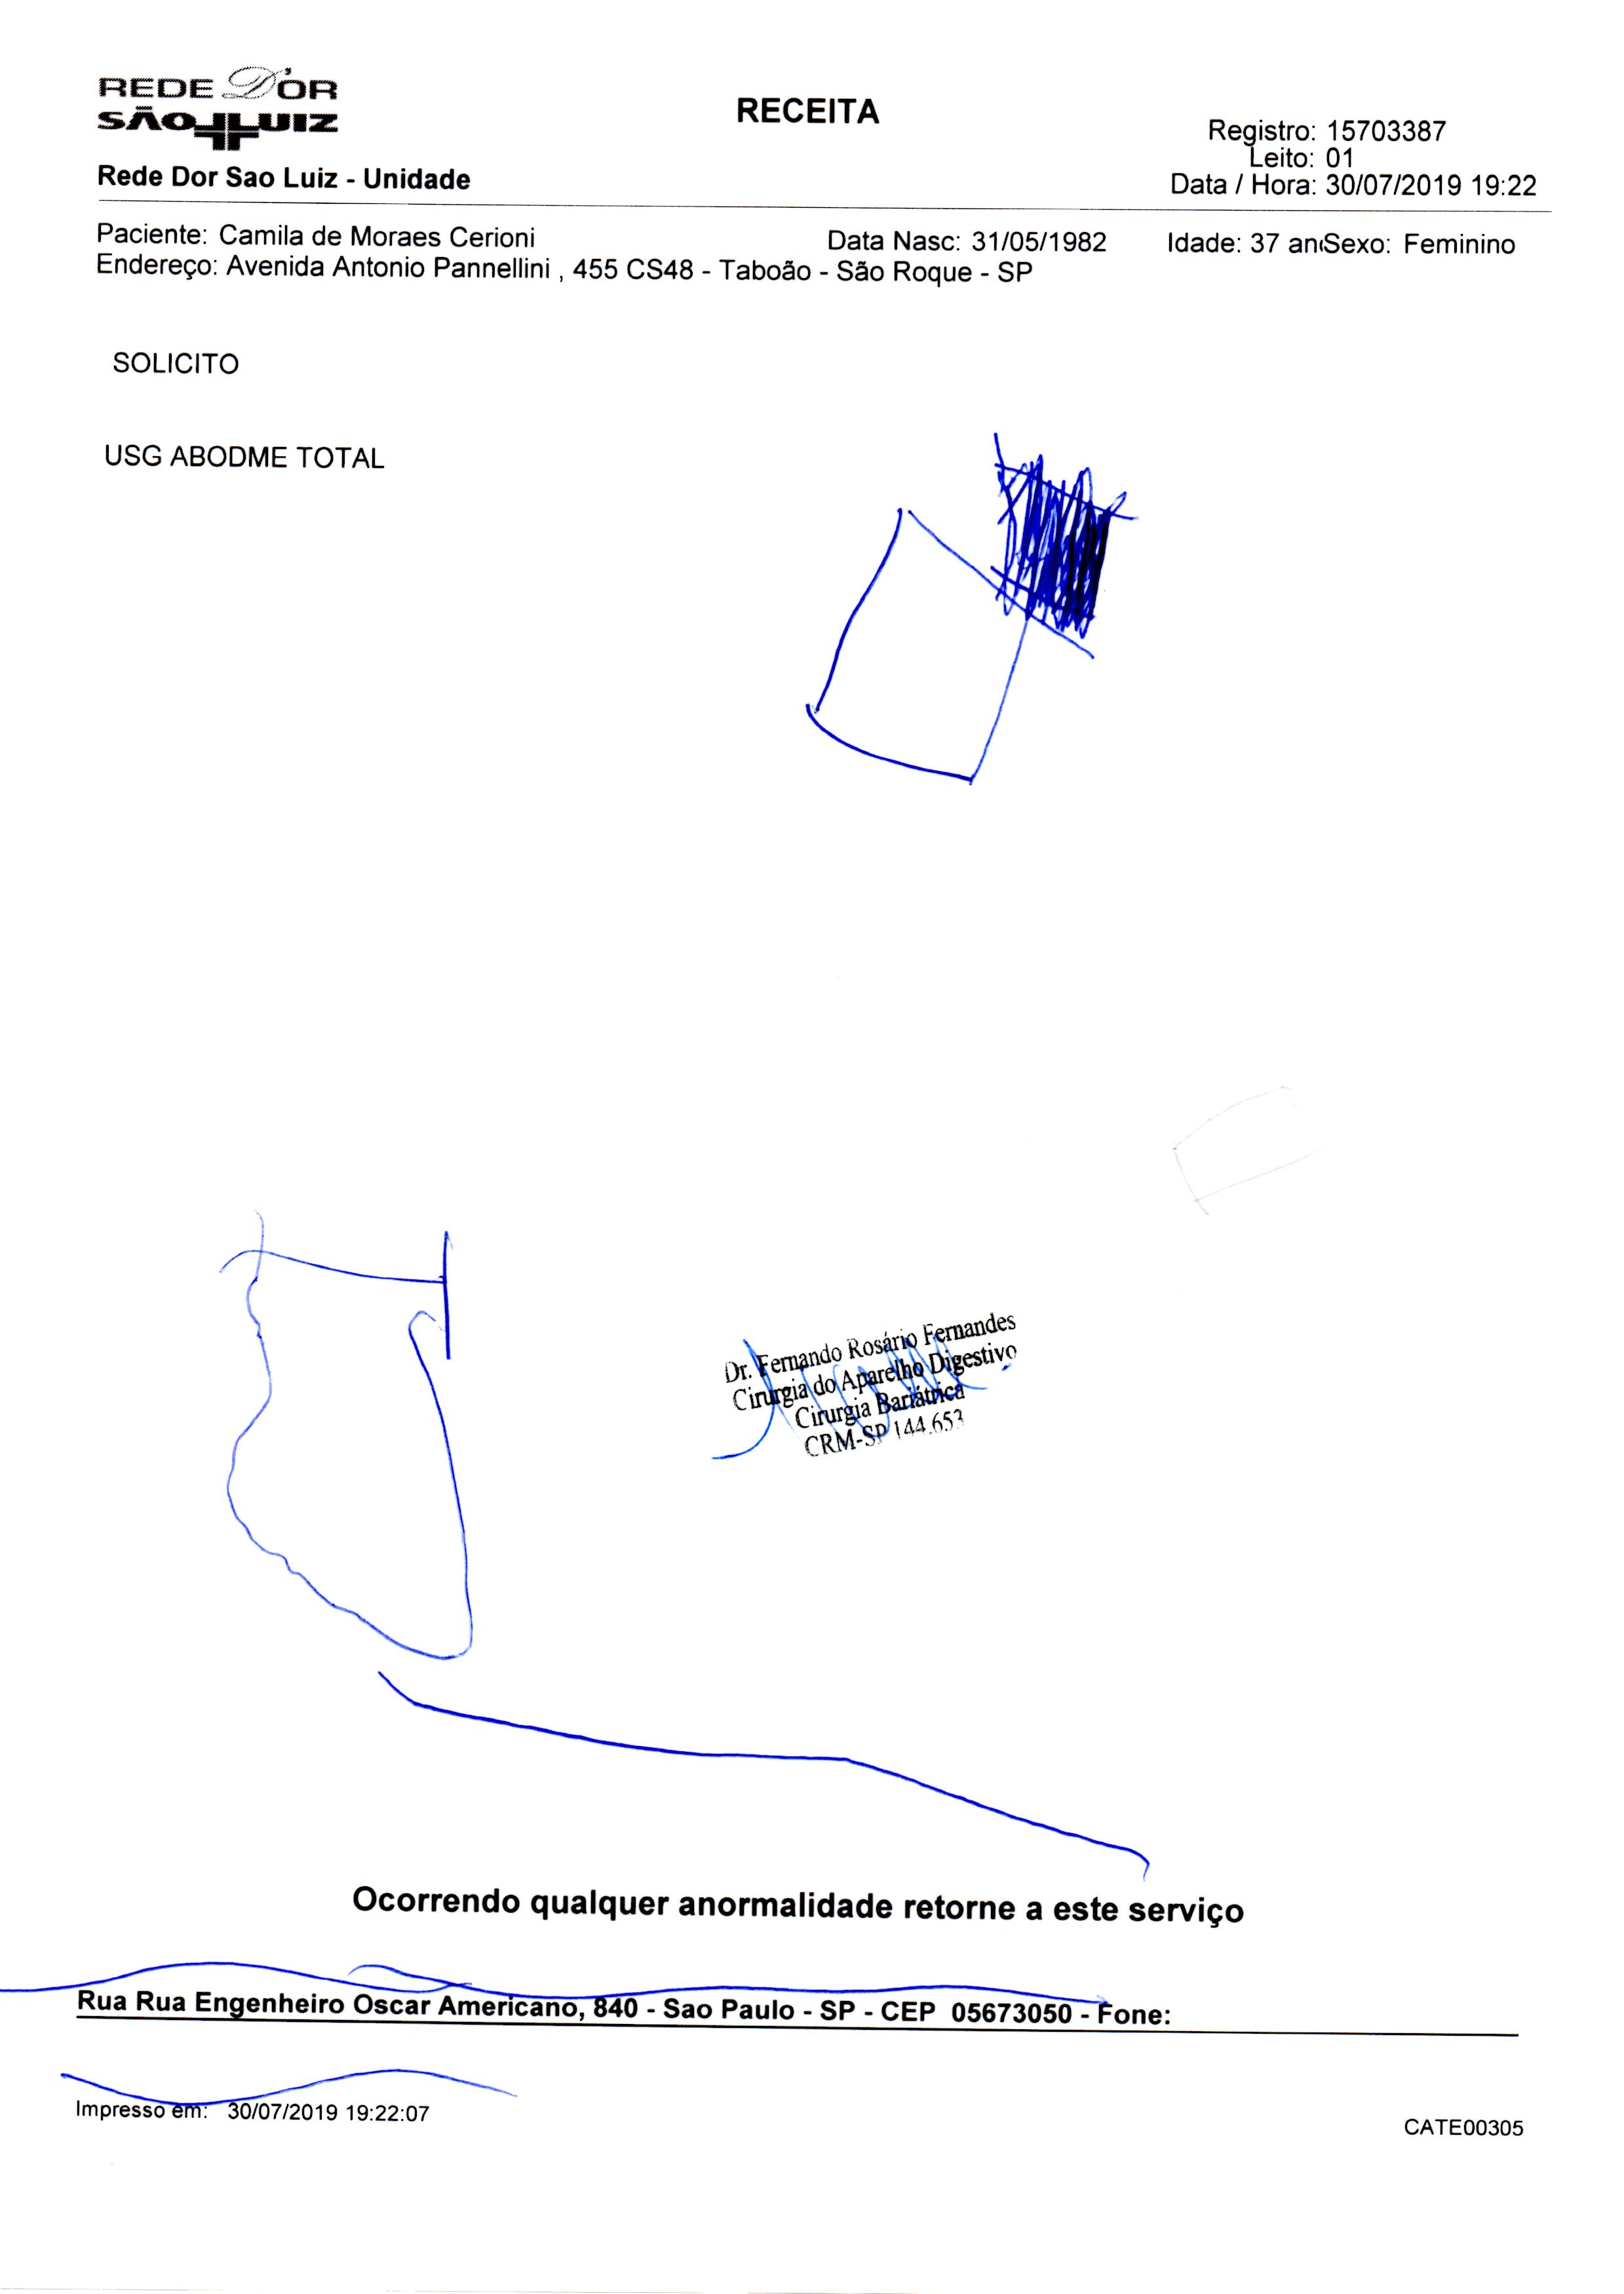 REDE D'OR
SÃO LUIZ
RECEITA
Registro: 15703387
Leito: 01
Rede Dor Sao Luiz - Unidade
Data / Hora: 30/07/2019 19:22
Paciente: Camila de Moraes Cerioni Data Nasc: 31/05/1982 Idade: 37 an Sexo: Feminino
Endereço: Avenida Antonio Pannellini , 455 CS48 - Taboão - São Roque - SP
SOLICITO
USG ABODME TOTAL
Dr. Fernando Rosário Fernandes
Cirurgia do Aparelho Digestivo
Cirurgia Bariátrica
CRM-SP 144.653
Ocorrendo qualquer anormalidade retorne a este serviço
Rua Rua Engenheiro Oscar Americano, 840 - Sao Paulo - SP - CEP 05673050 - Fone:
Impresso em: 30/07/2019 19:22:07
CATE00305